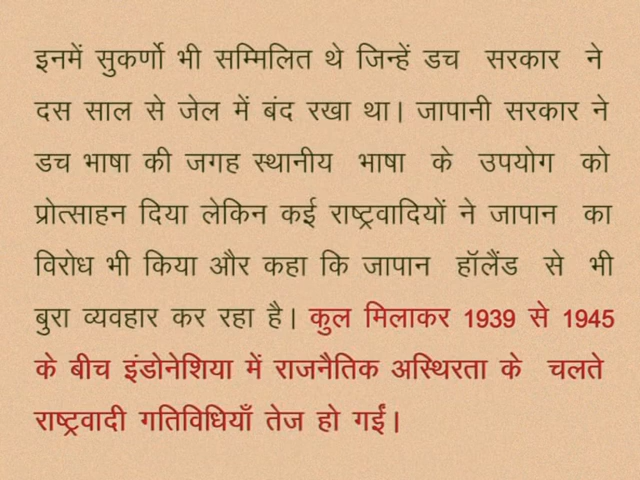 इनमें सुकर्णो भी सम्मिलित थे जिन्हें डच सरकार ने
दस साल से जेल में बंद रखा था। जापानी सरकार ने
डच भाषा की जगह स्थानीय भाषा के उपयोग को
प्रोत्साहन दिया लेकिन कई राष्ट्रवादियों ने जापान का
विरोध भी किया और कहा कि जापान हॉलैंड से भी
बुरा व्यवहार कर रहा है। कुल मिलाकर 1939 से 1945
के बीच इंडोनेशिया में राजनैतिक अस्थिरता के चलते
राष्ट्रवादी गतिविधियाँ तेज हो गईं।